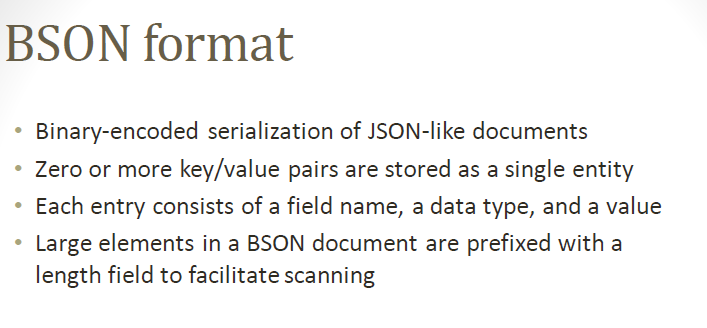 BSON format
• Binary-encoded serialization of JSON-like documents
• Zero or more key/value pairs are stored as a single entity
• Each entry consists of a field name, a data type, and a value
• Large elements in a BSON document are prefixed with a
length field to facilitate scanning